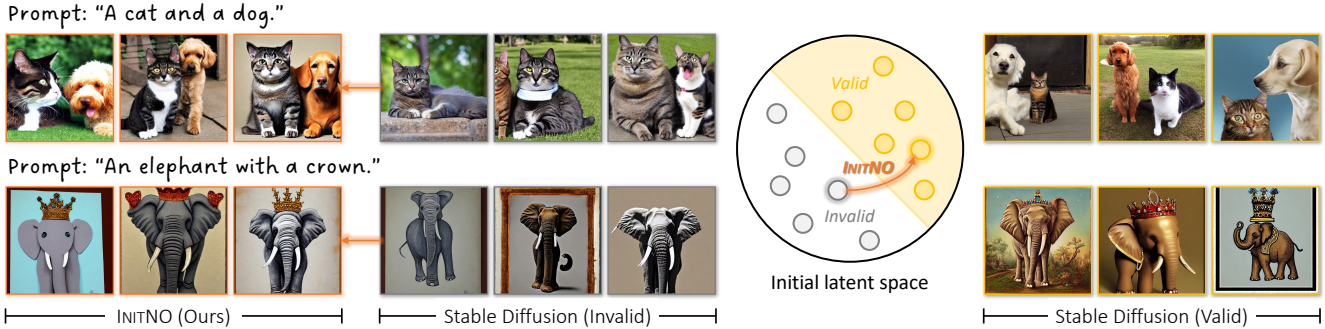 Prompt: “A cat and a dog.”
Valid
INITNO
Invalid
Prompt: “An elephant with a crown.”
Initial latent space
INITNO (Ours)
Stable Diffusion (Invalid)
Stable Diffusion (Valid)